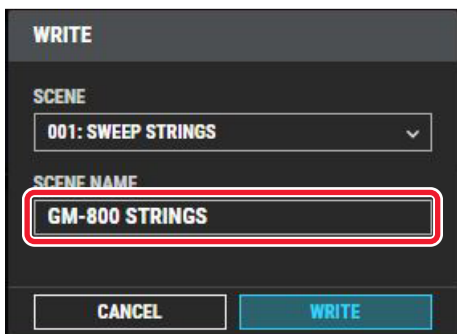 WRITE
SCENE
001: SWEEP STRINGS
SCENE NAME
GM-800 STRINGS
CANCEL WRITE